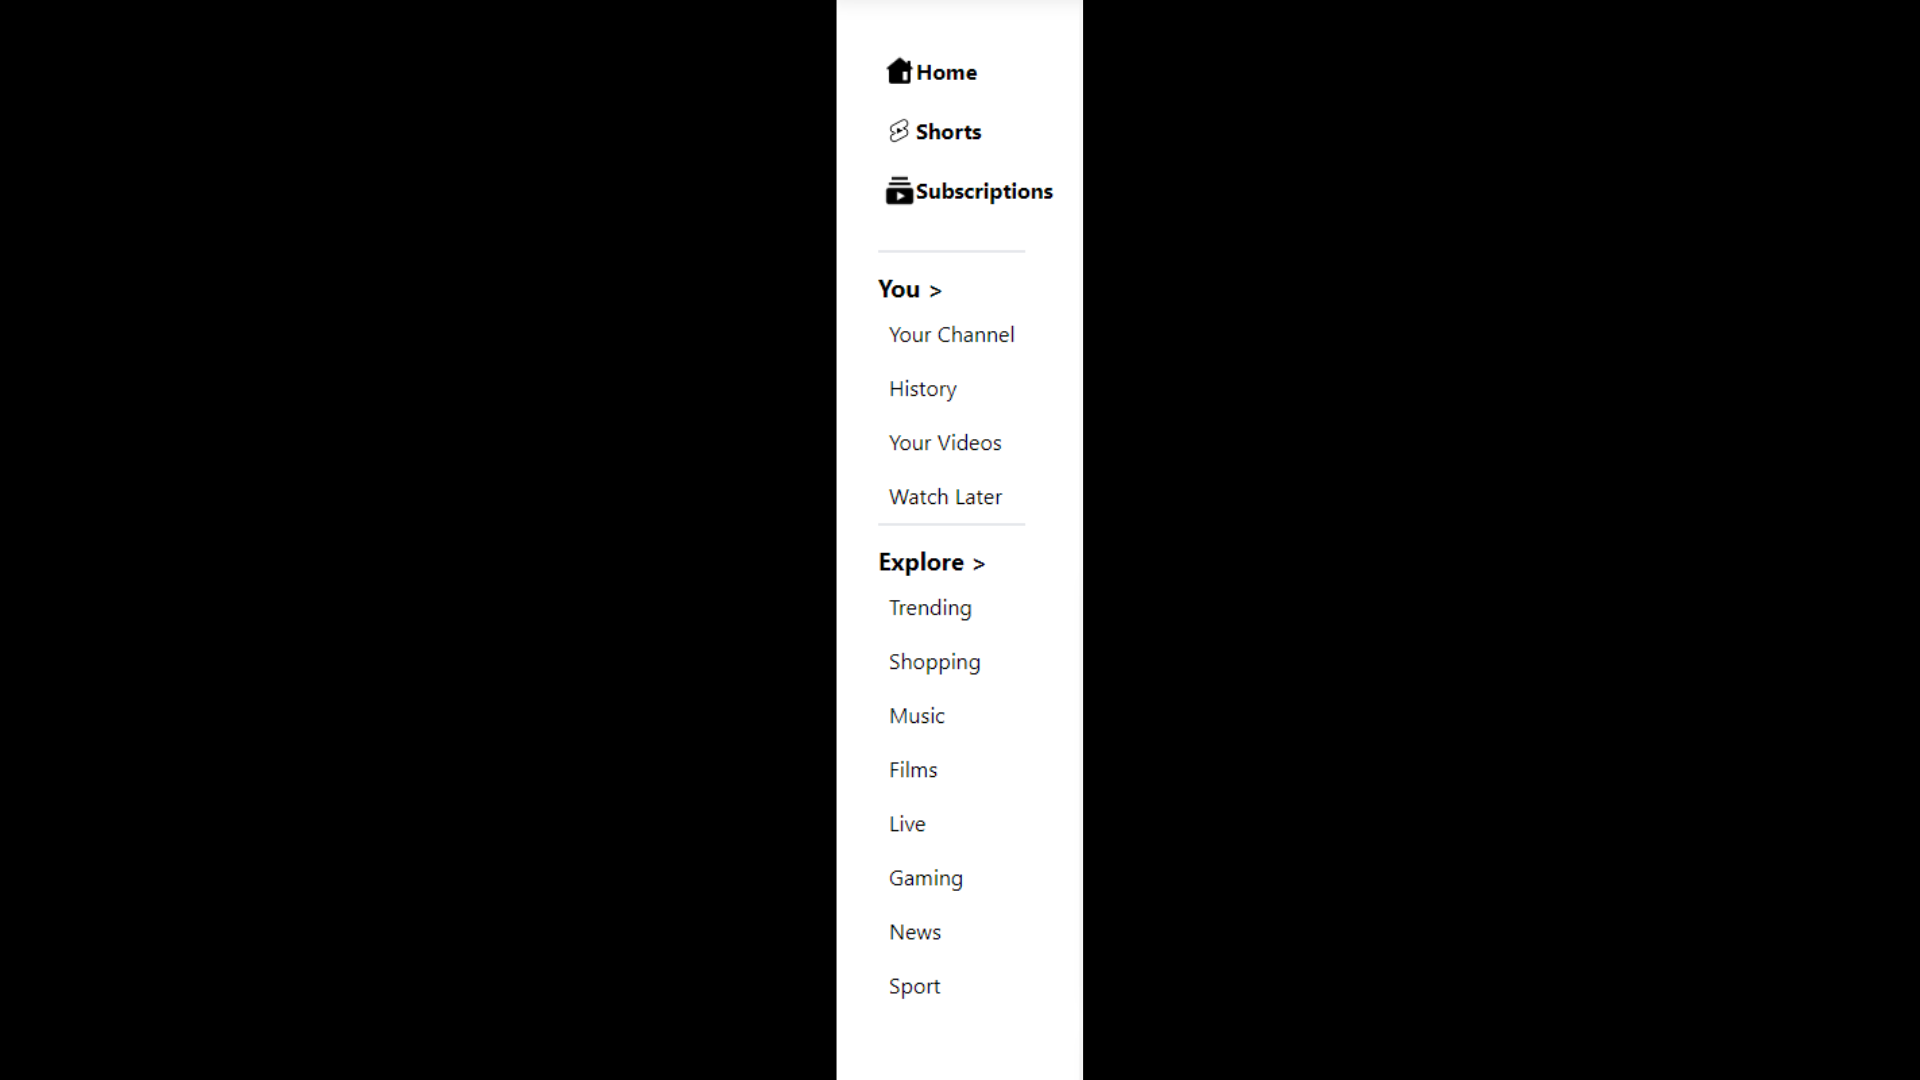 Home
Shorts
Subscriptions
You >
Your Channel
History
Your Videos
Watch Later
Explore >
Trending
Shopping
Music
Films
Live
Gaming
News
Sport